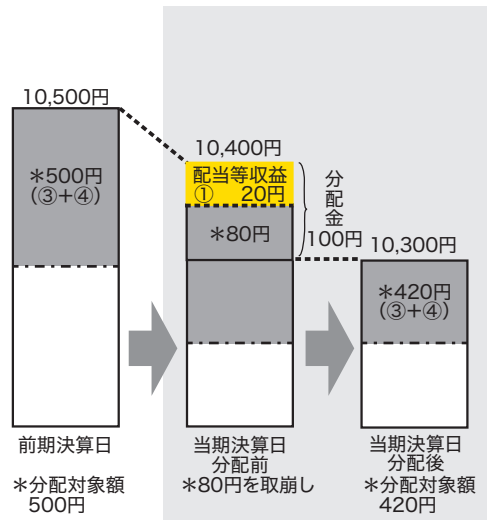 10,500円
＊500円
（③＋④）
前期決算日
＊分配対象額
500円
10,400円
配当等収益
① 20円
＊80円
分配金
100円
当期決算日
分配前
＊80円を取崩し
10,300円
＊420円
（③＋④）
当期決算日
分配後
＊分配対象額
420円